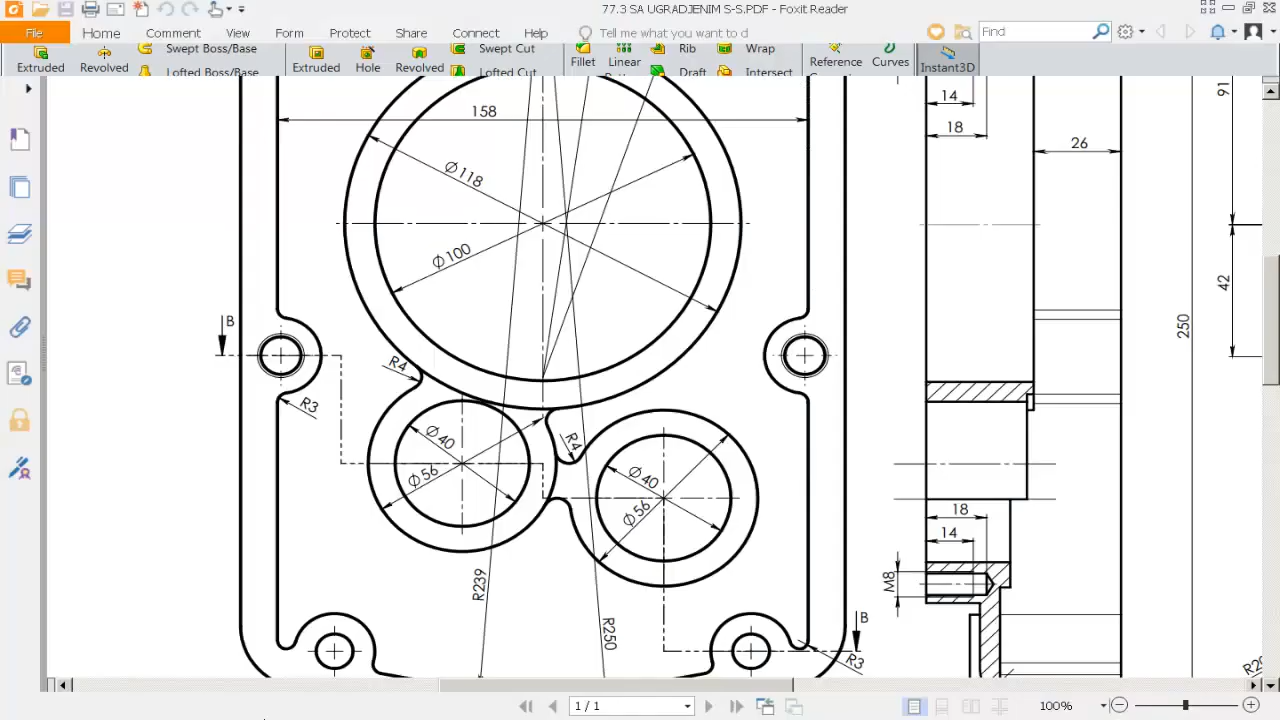 77.3 SA UGRADJENIM S-S.PDF - Foxit Reader
File Home Comment View Form Protect Share Connect Help Tell me what you want to d Find
Swept Boss/Base Swept Cut Rib Wrap
Extruded Revolved Lofted Boss/Base Extruded Hole Revolved Lofted Cut Fillet Linear Draft Intersect Reference Curves Instant3D
14
91
158
18
26
Ø118
Ø100
42
B
250
R4
R3
Ø40
R4
Ø56
Ø40
Ø56
18
14
M8
R239
R250
B
R3
1 / 1
100%